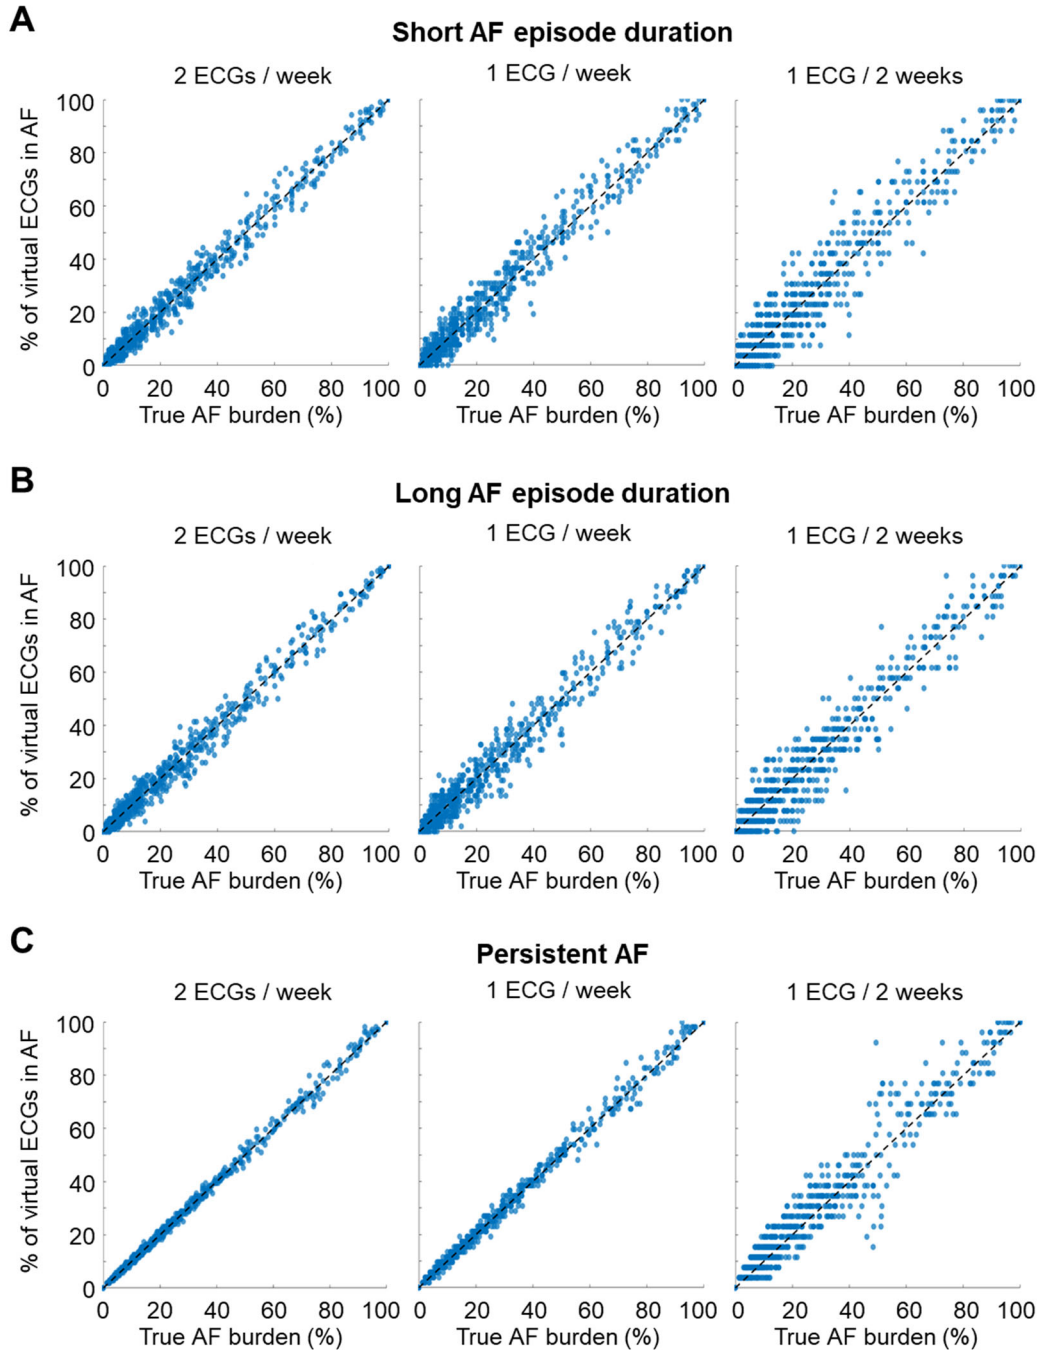 A
Short AF episode duration
2 ECGs / week
1 ECG / week
1 ECG / 2 weeks
% of virtual ECGs in AF
100
80
60
40
20
0
0 20 40 60 80 100
0 20 40 60 80 100
0 20 40 60 80 100
True AF burden (%)
True AF burden (%)
True AF burden (%)
B
Long AF episode duration
2 ECGs / week
1 ECG / week
1 ECG / 2 weeks
% of virtual ECGs in AF
100
80
60
40
20
0
0 20 40 60 80 100
0 20 40 60 80 100
0 20 40 60 80 100
True AF burden (%)
True AF burden (%)
True AF burden (%)
C
Persistent AF
2 ECGs / week
1 ECG / week
1 ECG / 2 weeks
% of virtual ECGs in AF
100
80
60
40
20
0
0 20 40 60 80 100
0 20 40 60 80 100
0 20 40 60 80 100
True AF burden (%)
True AF burden (%)
True AF burden (%)